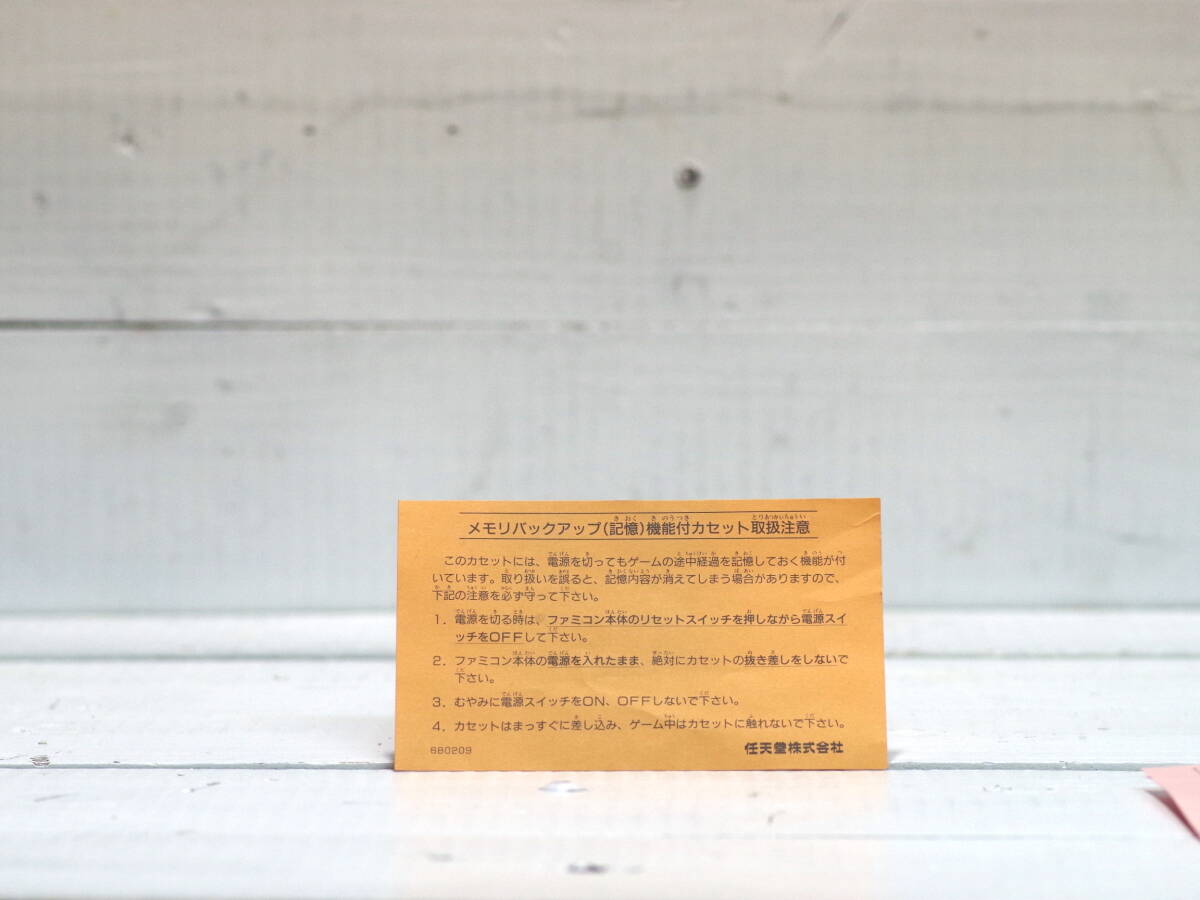 メモリバックアップ(記憶)機能付カセット取扱注意
このカセットには、電源を切ってもゲームの途中経過を記憶しておく機能が付
いています。取り扱いを誤ると、記憶内容が消えてしまう場合がありますので、
下記の注意を必ず守って下さい。
1. 電源を切る時は、ファミコン本体のリセットスイッチを押しながら電源スイ
ッチをOFFして下さい。
2. ファミコン本体の電源を入れたまま、絶対にカセットの抜き差しをしないで
下さい。
3. むやみに電源スイッチをON、OFFしないで下さい。
4. カセットはまっすぐに差し込み、ゲーム中はカセットに触れないで下さい。
6B0209 任天堂株式会社